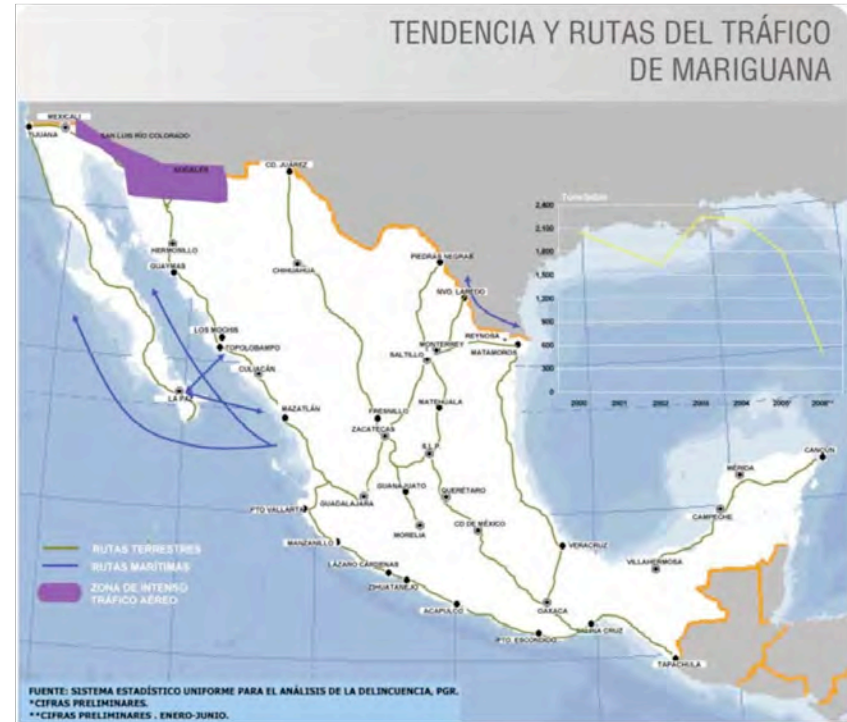 TENDENCIA Y RUTAS DEL TRÁFICO
DE MARIGUANA
MEXICALI
TIJUANA
SAN LUIS RÍO COLORADO
NOGALES
CD. JUÁREZ
HERMOSILLO
GUAYMAS
CHIHUAHUA
PIEDRAS NEGRAS
NVO. LAREDO
LOS MOCHIS
TOPOLOBAMPO
CULIACÁN
LA PAZ
MAZATLÁN
REYNOSA
MONTERREY
SALTILLO
MATAMOROS
MATEHUALA
FRESNILLO
ZACATECAS
S.L.P.
GUANAJUATO
QUERÉTARO
GUADALAJARA
PTO VALLARTA
MORELIA
CD DE MÉXICO
MANZANILLO
LÁZARO CÁRDENAS
ZIHUATANEJO
ACAPULCO
PTO. ESCONDIDO
OAXACA
SALINA CRUZ
TAPACHULA
VERACRUZ
VILLAHERMOSA
CAMPECHE
MÉRIDA
CANCÚN
Toneladas
2,400
2,100
1,800
1,500
1,200
900
600
300
0
2000
2001
2002
2003
2004
2005*
2006**
RUTAS TERRESTRES
RUTAS MARÍTIMAS
ZONA DE INTENSO
TRÁFICO AÉREO
FUENTE: SISTEMA ESTADÍSTICO UNIFORME PARA EL ANÁLISIS DE LA DELINCUENCIA, PGR.
*CIFRAS PRELIMINARES.
**CIFRAS PRELIMINARES . ENERO-JUNIO.